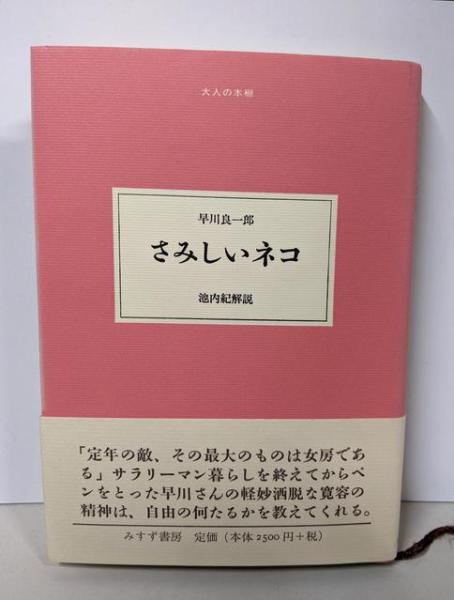 大人の本棚
早川良一郎
さみしいネコ
池内紀解説
「定年の敵、その最大のものは女房であ
る」サラリーマン暮らしを終えてからペ
ンをとった早川さんの軽妙洒脱な寛容の
精神は、自由の何たるかを教えてくれる。
みすず書房 定価(本体2500円+税)